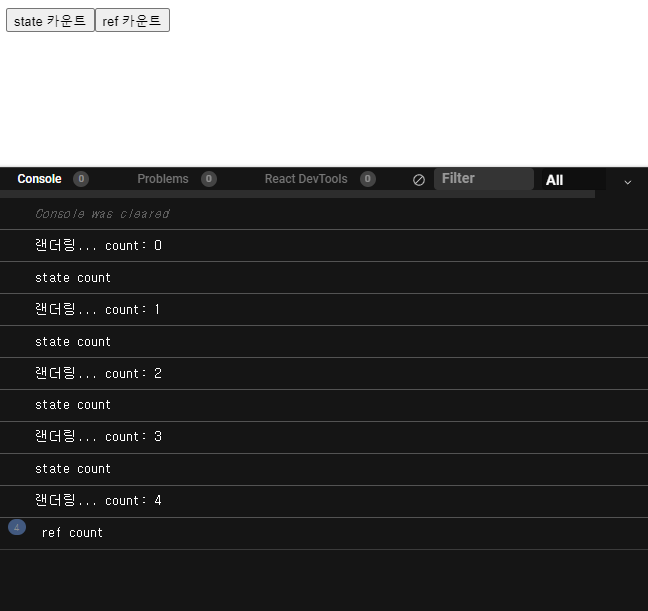 state 카운트 ref 카운트
Console 0 Problems 0 React DevTools 0 Filter All
Console was cleared
랜더링... count: 0
state count
랜더링... count: 1
state count
랜더링... count: 2
state count
랜더링... count: 3
state count
랜더링... count: 4
4 ref count